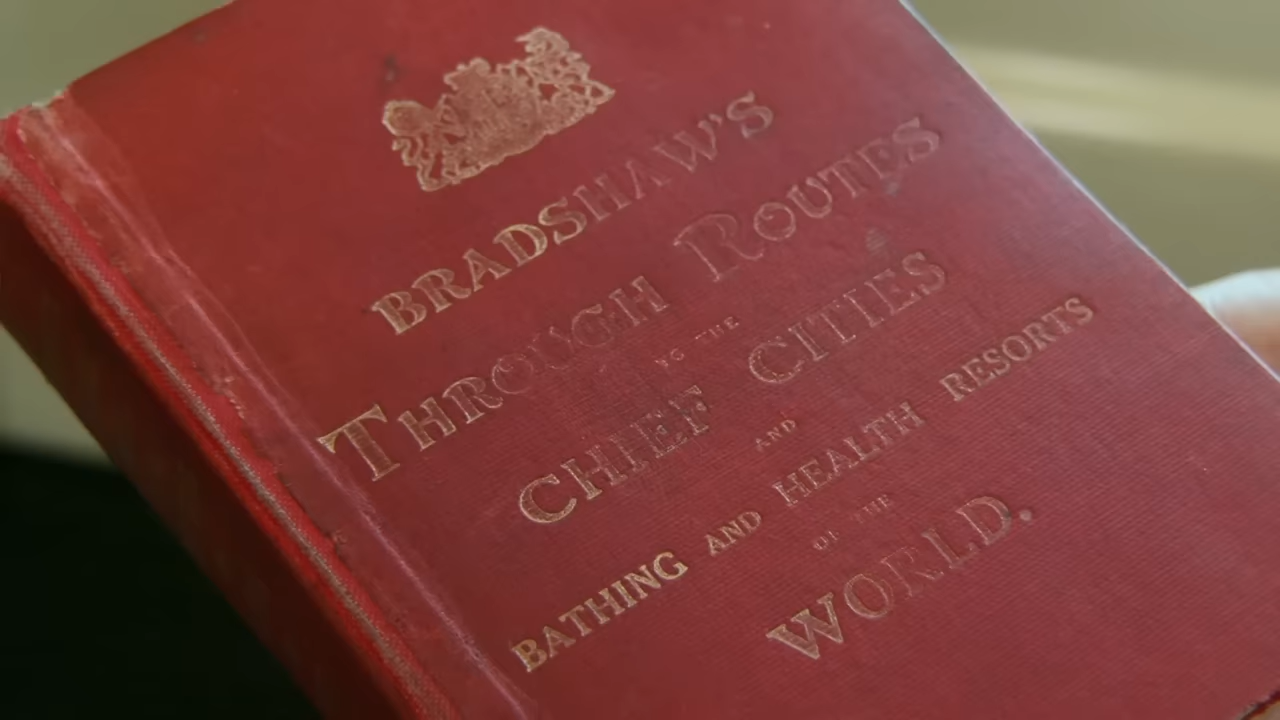 BRADSHAW'S
THROUGH ROUTES
TO THE
CHIEF CITIES
AND
BATHING AND HEALTH RESORTS
OF THE
WORLD.